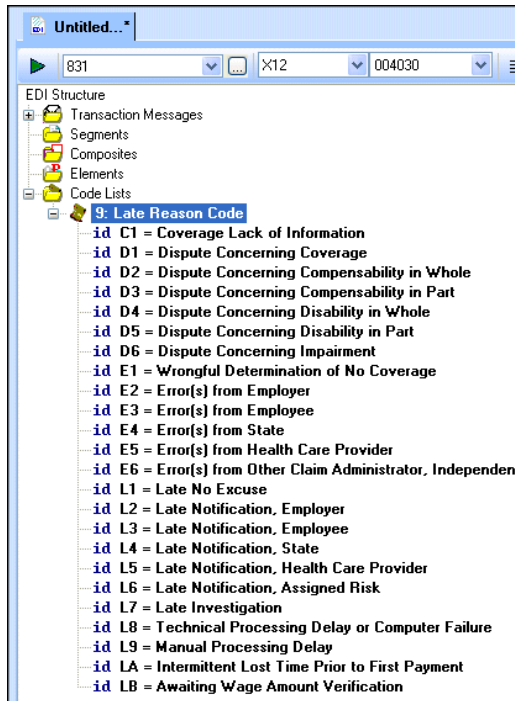 Untitled...*
831 X12 004030
EDI Structure
Transaction Messages
Segments
Composites
Elements
Code Lists
9: Late Reason Code
id C1 = Coverage Lack of Information
id D1 = Dispute Concerning Coverage
id D2 = Dispute Concerning Compensability in Whole
id D3 = Dispute Concerning Compensability in Part
id D4 = Dispute Concerning Disability in Whole
id D5 = Dispute Concerning Disability in Part
id D6 = Dispute Concerning Impairment
id E1 = Wrongful Determination of No Coverage
id E2 = Error(s) from Employer
id E3 = Error(s) from Employee
id E4 = Error(s) from State
id E5 = Error(s) from Health Care Provider
id E6 = Error(s) from Other Claim Administrator, Independen
id L1 = Late No Excuse
id L2 = Late Notification, Employer
id L3 = Late Notification, Employee
id L4 = Late Notification, State
id L5 = Late Notification, Health Care Provider
id L6 = Late Notification, Assigned Risk
id L7 = Late Investigation
id L8 = Technical Processing Delay or Computer Failure
id L9 = Manual Processing Delay
id LA = Intermittent Lost Time Prior to First Payment
id LB = Awaiting Wage Amount Verification